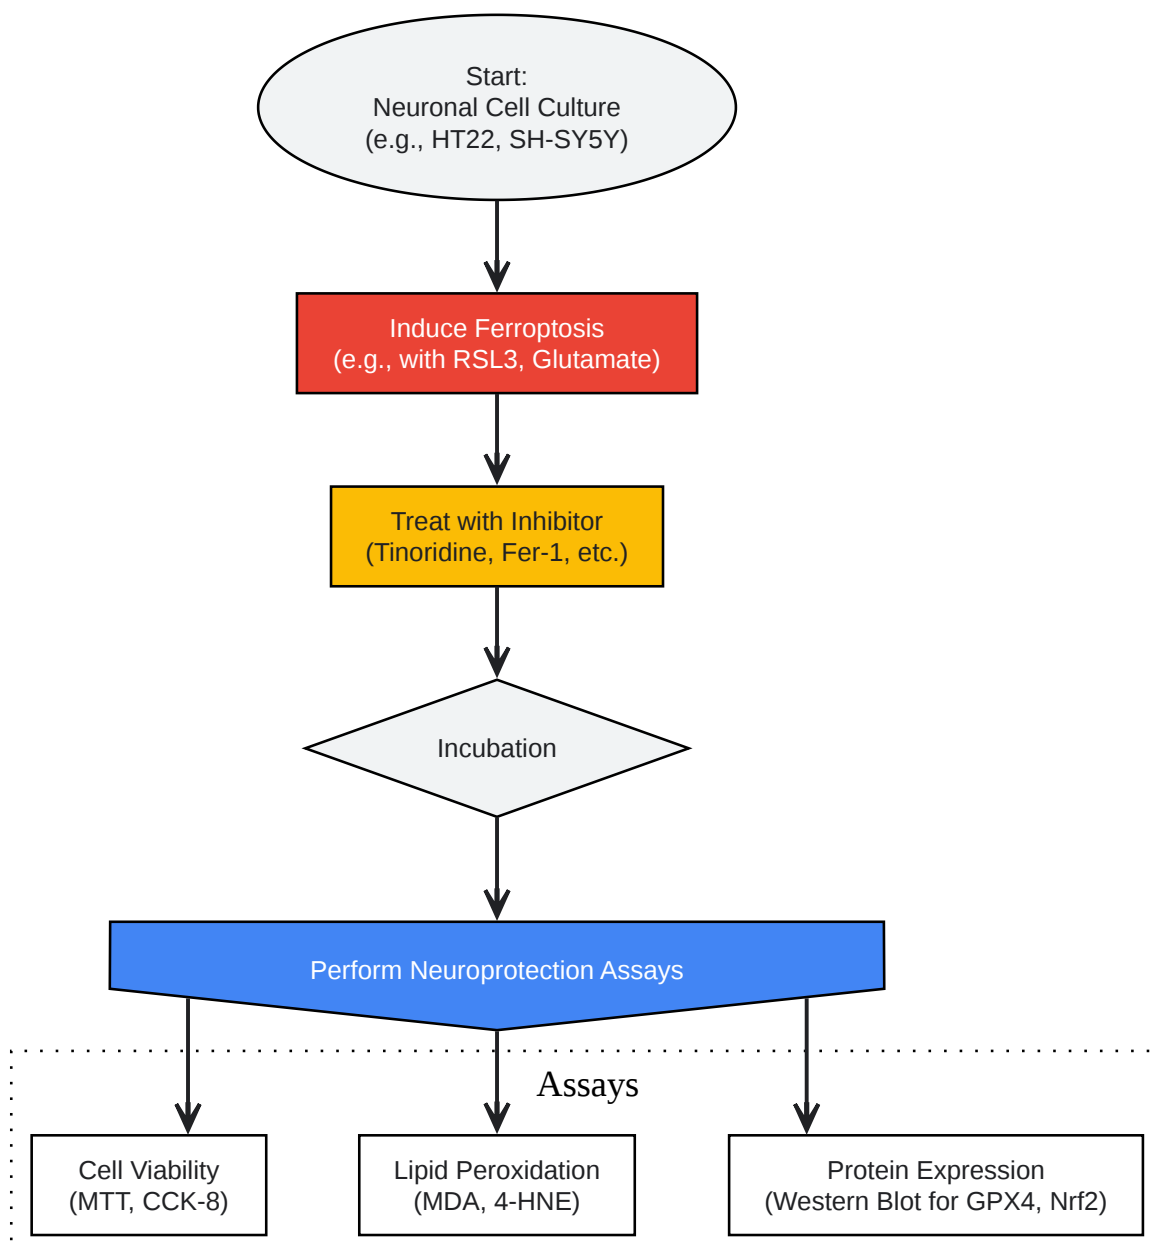 Start:
Neuronal Cell Culture
(e.g., HT22, SH-SY5Y)
Induce Ferroptosis
(e.g., with RSL3, Glutamate)
Treat with Inhibitor
(Tinoridine, Fer-1, etc.)
Incubation
Perform Neuroprotection Assays
Assays
Cell Viability
(MTT, CCK-8)
Lipid Peroxidation
(MDA, 4-HNE)
Protein Expression
(Western Blot for GPX4, Nrf2)